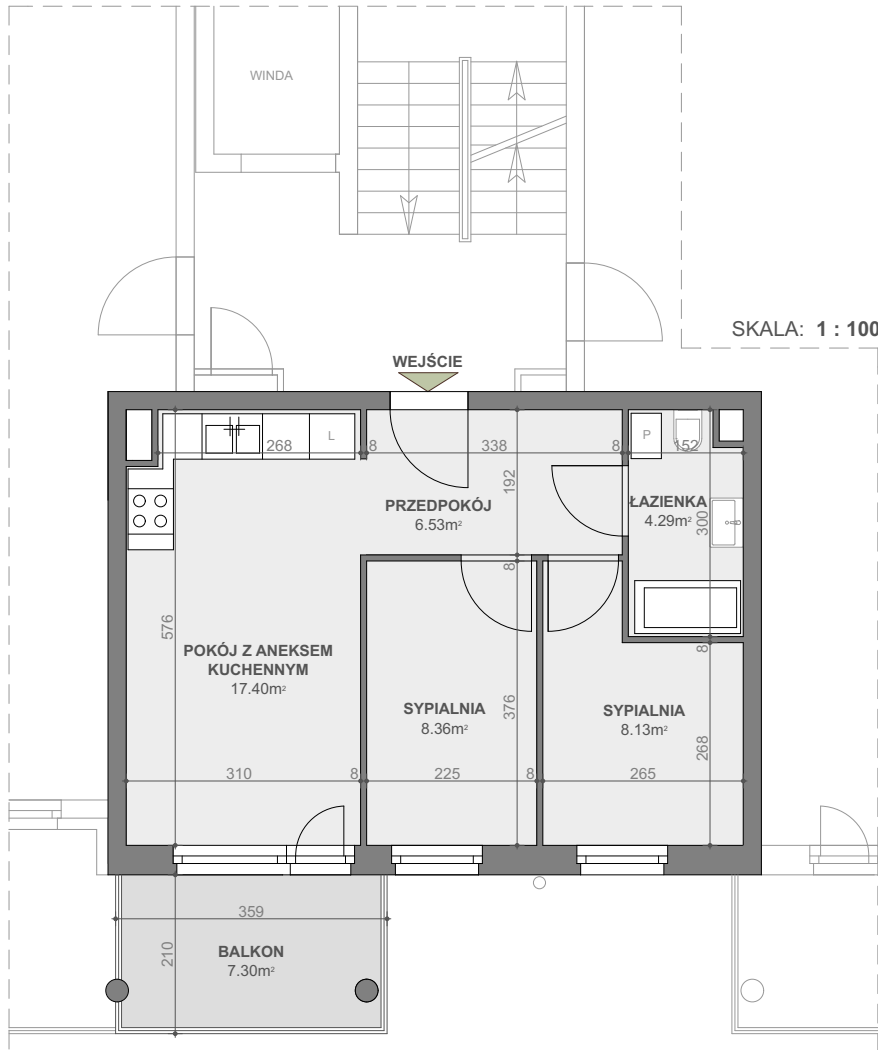 WINDA
SKALA: 1 : 100
WEJŚCIE
268
L
8
338
8
P
152
192
PRZEDPOKÓJ
6.53m²
ŁAZIENKA
4.29m²
300
8
576
POKÓJ Z ANEKSEM
KUCHENNYM
17.40m²
SYPIALNIA
8.36m²
376
SYPIALNIA
8.13m²
8
268
310
8
225
8
265
359
210
BALKON
7.30m²